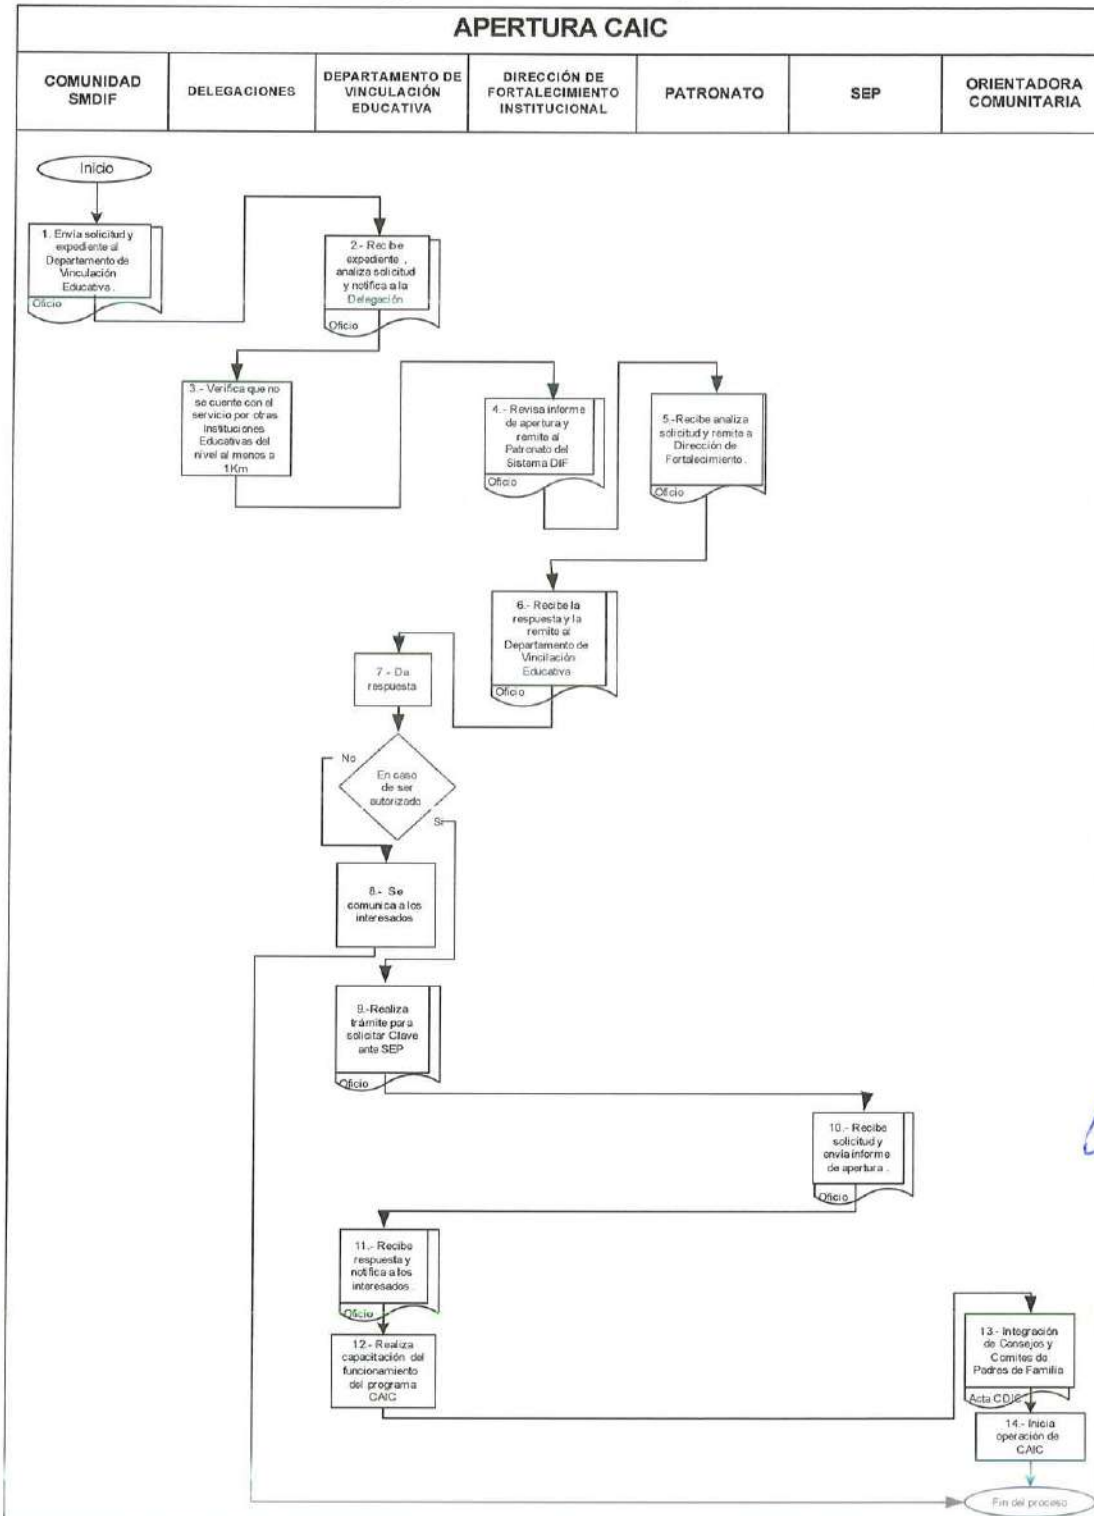 APERTURA CAIC
COMUNIDAD
SMDIF
DELEGACIONES
DEPARTAMENTO DE
VINCULACIÓN
EDUCATIVA
DIRECCIÓN DE
FORTALECIMIENTO
INSTITUCIONAL
PATRONATO
SEP
ORIENTADORA
COMUNITARIA
Inicio
1. Envía solicitud y
expediente al
Departamento de
Vinculación
Educativa .
Oficio
2.- Recibe
expediente ,
analiza solicitud
y notifica a la
Delegación
Oficio
3.- Verifica que no
se cuente con el
servicio por otras
Instituciones
Educativas del
nivel al menos a
1Km
4.- Revisa informe
de apertura y
remite al
Patronato del
Sistema DIF
Oficio
5.-Recibe analiza
solicitud y remite a
Dirección de
Fortalecimiento .
Oficio
6.- Recibe la
respuesta y la
remite al
Departamento de
Vincilación
Educativa
Oficio
7.- Da
respuesta
En caso
de ser
autorizado
No
Si
8.- Se
comunica a los
interesados
9.-Realiza
trámite para
solicitar Clave
ante SEP
Oficio
10.- Recibe
solicitud y
envía informe
de apertura .
Oficio
11.- Recibe
respuesta y
notifica a los
interesados .
Oficio
12.- Realiza
capacitación del
funcionamiento
del programa
CAIC
13.- Integración
de Consejos y
Comites de
Padres de Familia
Acta CDIC
14.- Inicia
operación de
CAIC
Fin del proceso